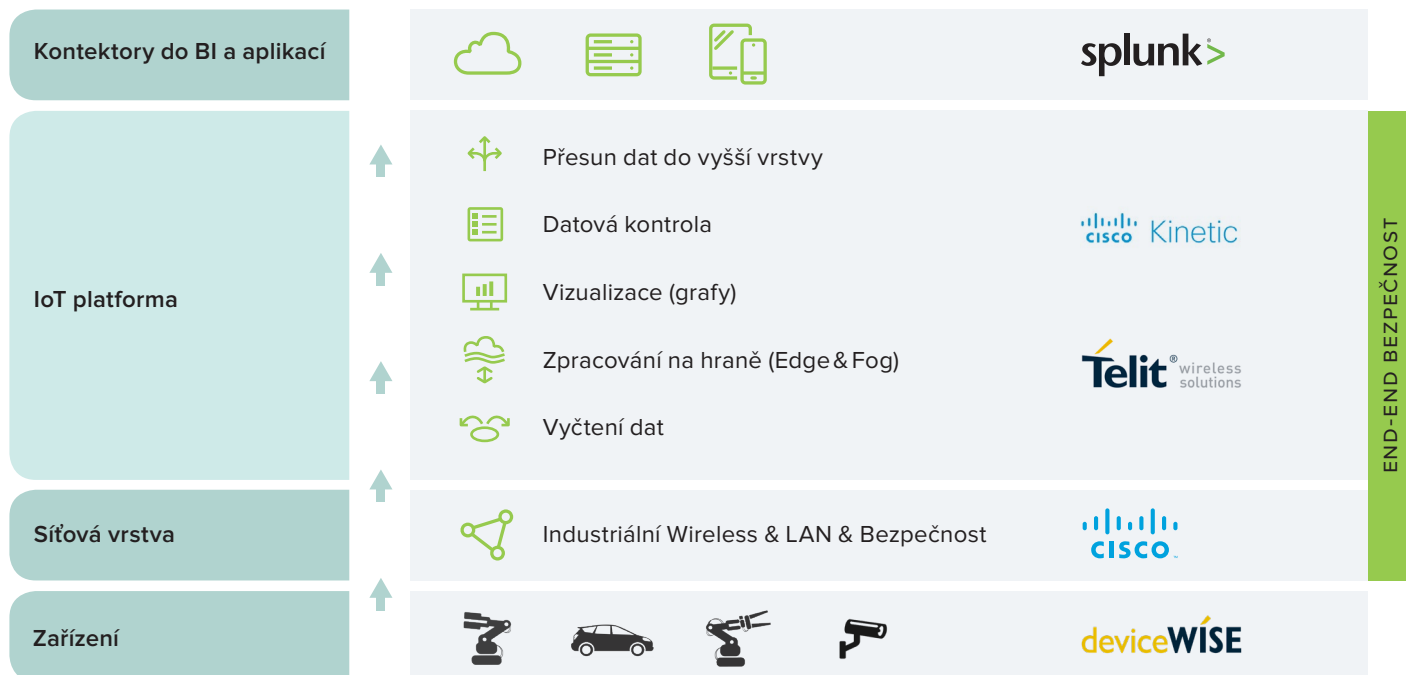 Kontektory do BI a aplikací
splunk>
IoT platforma
Přesun dat do vyšší vrstvy
Datová kontrola
cisco Kinetic
Vizualizace (grafy)
Zpracování na hraně (Edge & Fog)
Telit® wireless
solutions
Vyčtení dat
END-END BEZPEČNOST
Síťová vrstva
Industriální Wireless & LAN & Bezpečnost
CISCO™
Zařízení
deviceWISE